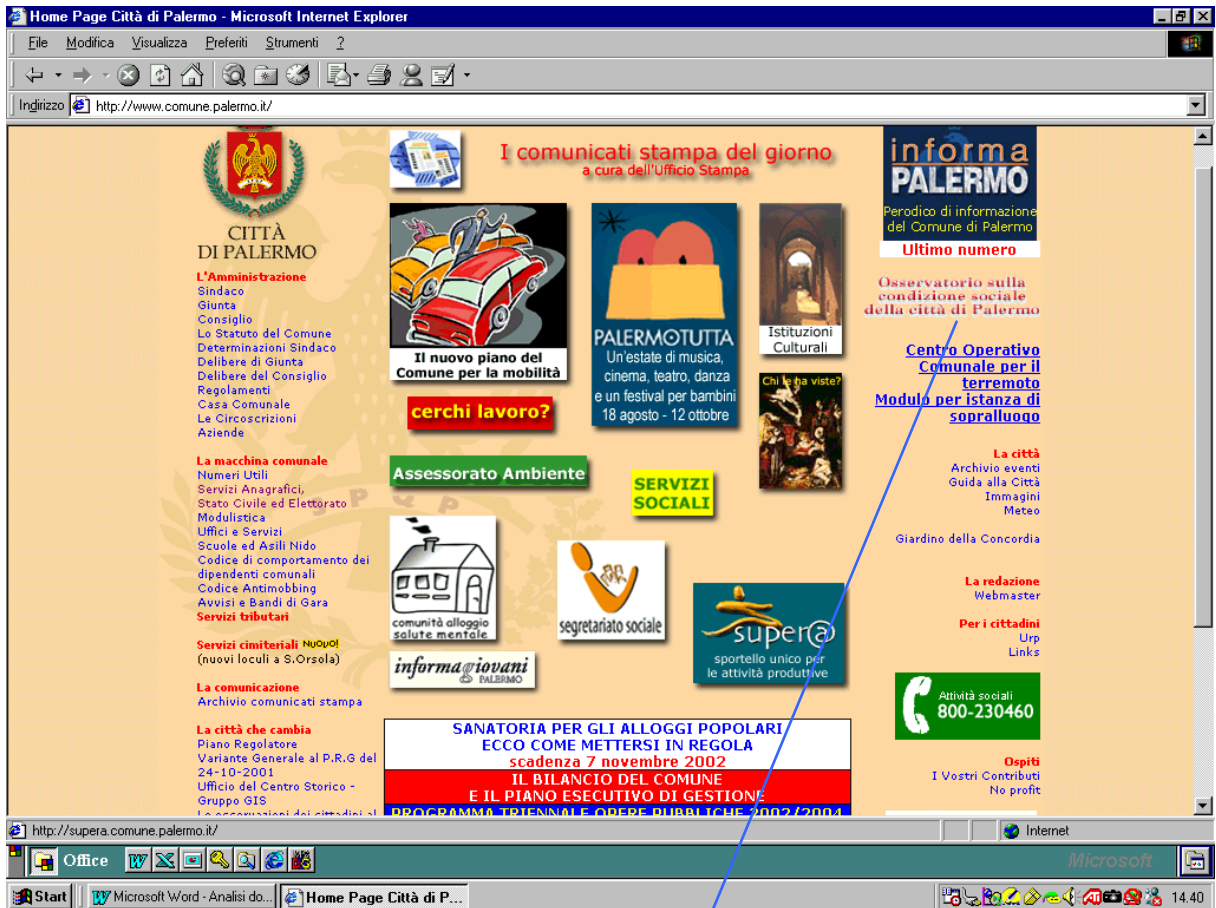 Home Page Città di Palermo - Microsoft Internet Explorer
File Modifica Visualizza Preferiti Strumenti ?
Indirizzo http://www.comune.palermo.it/
CITTÀ
DI PALERMO
L'Amministrazione
Sindaco
Giunta
Consiglio
Lo Statuto del Comune
Determinazioni Sindaco
Delibere di Giunta
Delibere del Consiglio
Regolamenti
Casa Comunale
Le Circoscrizioni
Aziende
La macchina comunale
Numeri Utili
Servizi Anagrafici,
Stato Civile ed Elettorato
Modulistica
Uffici e Servizi
Scuole ed Asili Nido
Codice di comportamento dei
dipendenti comunali
Codice Antimobbing
Avvisi e Bandi di Gara
Servizi tributari
Servizi cimiteriali NUOVO!
(nuovi loculi a S.Orsola)
La comunicazione
Archivio comunicati stampa
La città che cambia
Piano Regolatore
Variante Generale al P.R.G del
24-10-2001
Ufficio del Centro Storico -
Gruppo GIS
Le osservazioni dei cittadini al
I comunicati stampa del giorno
a cura dell'Ufficio Stampa
Il nuovo piano del
Comune per la mobilità
PALERMOTUTTA
Un'estate di musica,
cinema, teatro, danza
e un festival per bambini
18 agosto - 12 ottobre
Istituzioni
Culturali
Chi le ha viste?
cerchi lavoro?
Assessorato Ambiente
SERVIZI
SOCIALI
S P Q P
comunità alloggio
salute mentale
segretariato sociale
super@
sportello unico per
le attività produttive
informagiovani
PALERMO
SANATORIA PER GLI ALLOGGI POPOLARI
ECCO COME METTERSI IN REGOLA
scadenza 7 novembre 2002
IL BILANCIO DEL COMUNE
E IL PIANO ESECUTIVO DI GESTIONE
PROGRAMMA TRIENNALE OPERE PUBBLICHE 2002/2004
informa
PALERMO
Perodico di informazione
del Comune di Palermo
Ultimo numero
Osservatorio sulla
condizione sociale
della città di Palermo
Centro Operativo
Comunale per il
terremoto
Modulo per istanza di
sopralluogo
La città
Archivio eventi
Guida alla Città
Immagini
Meteo
Giardino della Concordia
La redazione
Webmaster
Per i cittadini
Urp
Links
Attività sociali
800-230460
Ospiti
I Vostri Contributi
No profit
http://supera.comune.palermo.it/ Internet
Office Microsoft
Start Microsoft Word - Analisi do... Home Page Città di P... 14.40